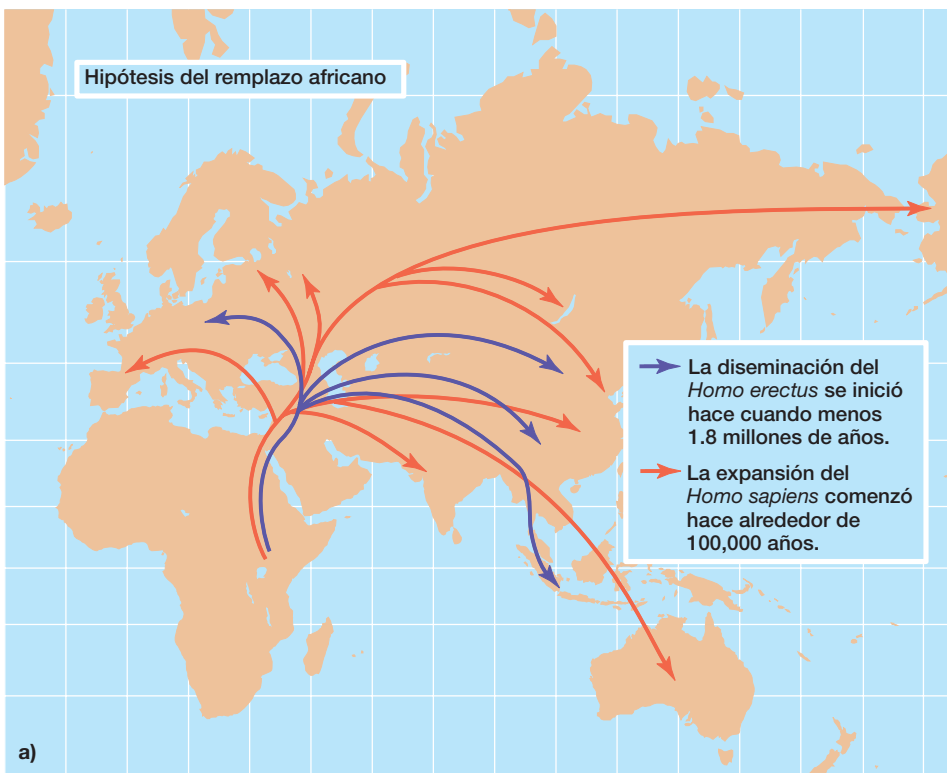 Hipótesis del remplazo africano
La diseminación del
Homo erectus se inició
hace cuando menos
1.8 millones de años.
La expansión del
Homo sapiens comenzó
hace alrededor de
100,000 años.
a)